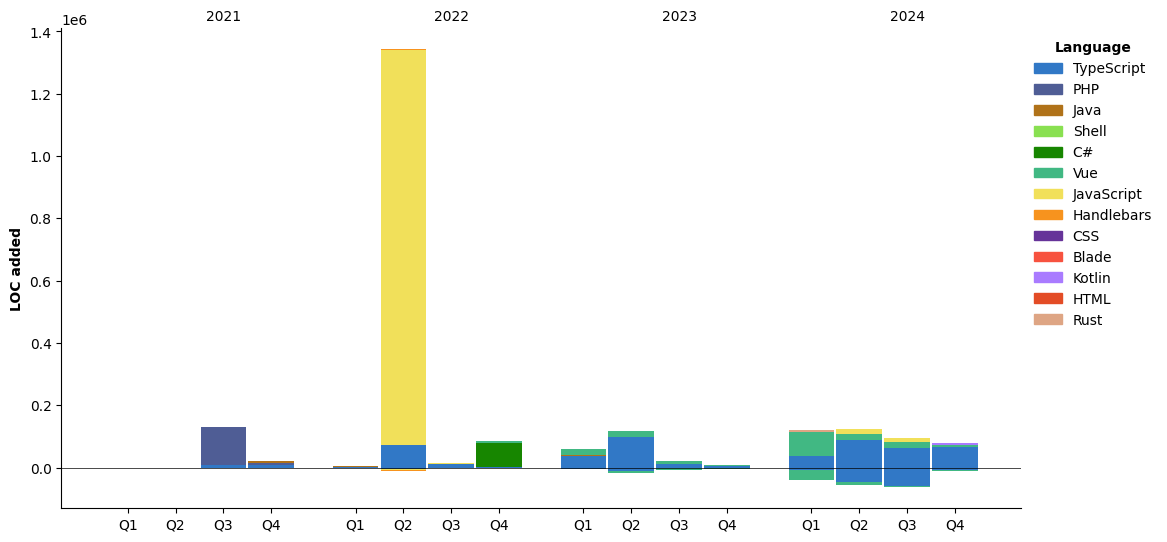 2021 2022 2023 2024
1e6
1.4
1.2
1.0
0.8
0.6
0.4
0.2
0.0
LOC added
Q1 Q2 Q3 Q4 Q1 Q2 Q3 Q4 Q1 Q2 Q3 Q4 Q1 Q2 Q3 Q4
Language
TypeScript
PHP
Java
Shell
C#
Vue
JavaScript
Handlebars
CSS
Blade
Kotlin
HTML
Rust